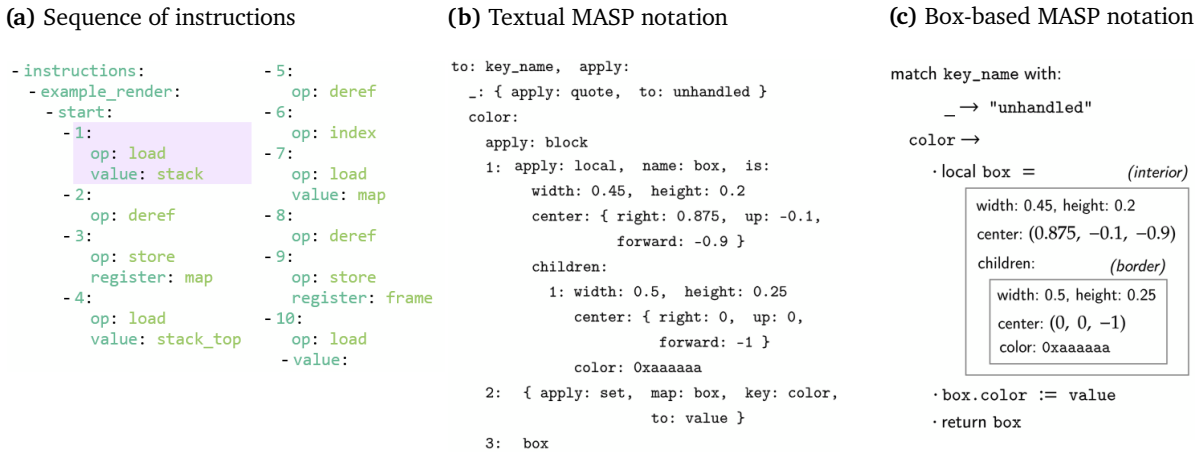 (a) Sequence of instructions
- instructions:
- example_render:
- start:
- 1:
op: load
value: stack
- 2:
op: deref
- 3:
op: store
register: map
- 4:
op: load
value: stack_top
- 5:
op: deref
- 6:
op: index
- 7:
op: load
value: map
- 8:
op: deref
- 9:
op: store
register: frame
- 10:
op: load
- value:
(b) Textual MASP notation
to: key_name, apply:
_: { apply: quote, to: unhandled }
color:
apply: block
1: apply: local, name: box, is:
width: 0.45, height: 0.2
center: { right: 0.875, up: -0.1,
forward: -0.9 }
children:
1: width: 0.5, height: 0.25
center: { right: 0, up: 0,
forward: -1 }
color: 0xaaaaaa
2: { apply: set, map: box, key: color,
to: value }
3: box
(c) Box-based MASP notation
match key_name with:
_ → "unhandled"
color →
· local box = (interior)
width: 0.45, height: 0.2
center: (0.875, −0.1, −0.9)
children: (border)
width: 0.5, height: 0.25
center: (0, 0, −1)
color: 0xaaaaaa
· box.color := value
· return box